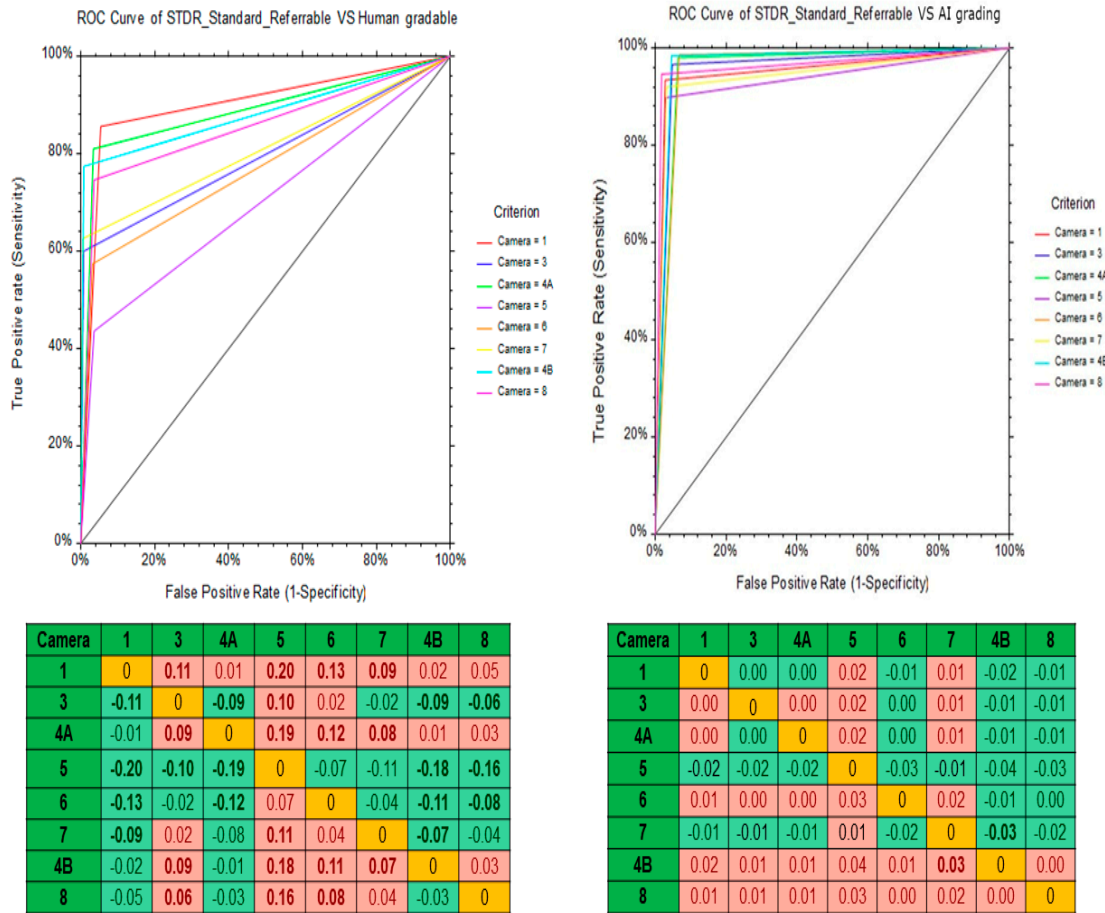 ROC Curve of STDR_Standard_Referrable VS Human gradable
100%
80%
60%
40%
20%
0%
True Positive rate (Sensitivity)
0% 20% 40% 60% 80% 100%
False Positive Rate (1-Specificity)
Criterion
Camera = 1
Camera = 3
Camera = 4A
Camera = 5
Camera = 6
Camera = 7
Camera = 4B
Camera = 8
ROC Curve of STDR_Standard_Referrable VS AI grading
100%
80%
60%
40%
20%
0%
True Positive Rate (Sensitivity)
0% 20% 40% 60% 80% 100%
False Positive Rate (1-Specificity)
Criterion
Camera = 1
Camera = 3
Camera = 4A
Camera = 5
Camera = 6
Camera = 7
Camera = 4B
Camera = 8
Camera 1 3 4A 5 6 7 4B 8
1 0 0.11 0.01 0.20 0.13 0.09 0.02 0.05
3 -0.11 0 -0.09 0.10 0.02 -0.02 -0.09 -0.06
4A -0.01 0.09 0 0.19 0.12 0.08 0.01 0.03
5 -0.20 -0.10 -0.19 0 -0.07 -0.11 -0.18 -0.16
6 -0.13 -0.02 -0.12 0.07 0 -0.04 -0.11 -0.08
7 -0.09 0.02 -0.08 0.11 0.04 0 -0.07 -0.04
4B -0.02 0.09 -0.01 0.18 0.11 0.07 0 0.03
8 -0.05 0.06 -0.03 0.16 0.08 0.04 -0.03 0
Camera 1 3 4A 5 6 7 4B 8
1 0 0.00 0.00 0.02 -0.01 0.01 -0.02 -0.01
3 0.00 0 0.00 0.02 0.00 0.01 -0.01 -0.01
4A 0.00 0.00 0 0.02 0.00 0.01 -0.01 -0.01
5 -0.02 -0.02 -0.02 0 -0.03 -0.01 -0.04 -0.03
6 0.01 0.00 0.00 0.03 0 0.02 -0.01 0.00
7 -0.01 -0.01 -0.01 0.01 -0.02 0 -0.03 -0.02
4B 0.02 0.01 0.01 0.04 0.01 0.03 0 0.00
8 0.01 0.01 0.01 0.03 0.00 0.02 0.00 0